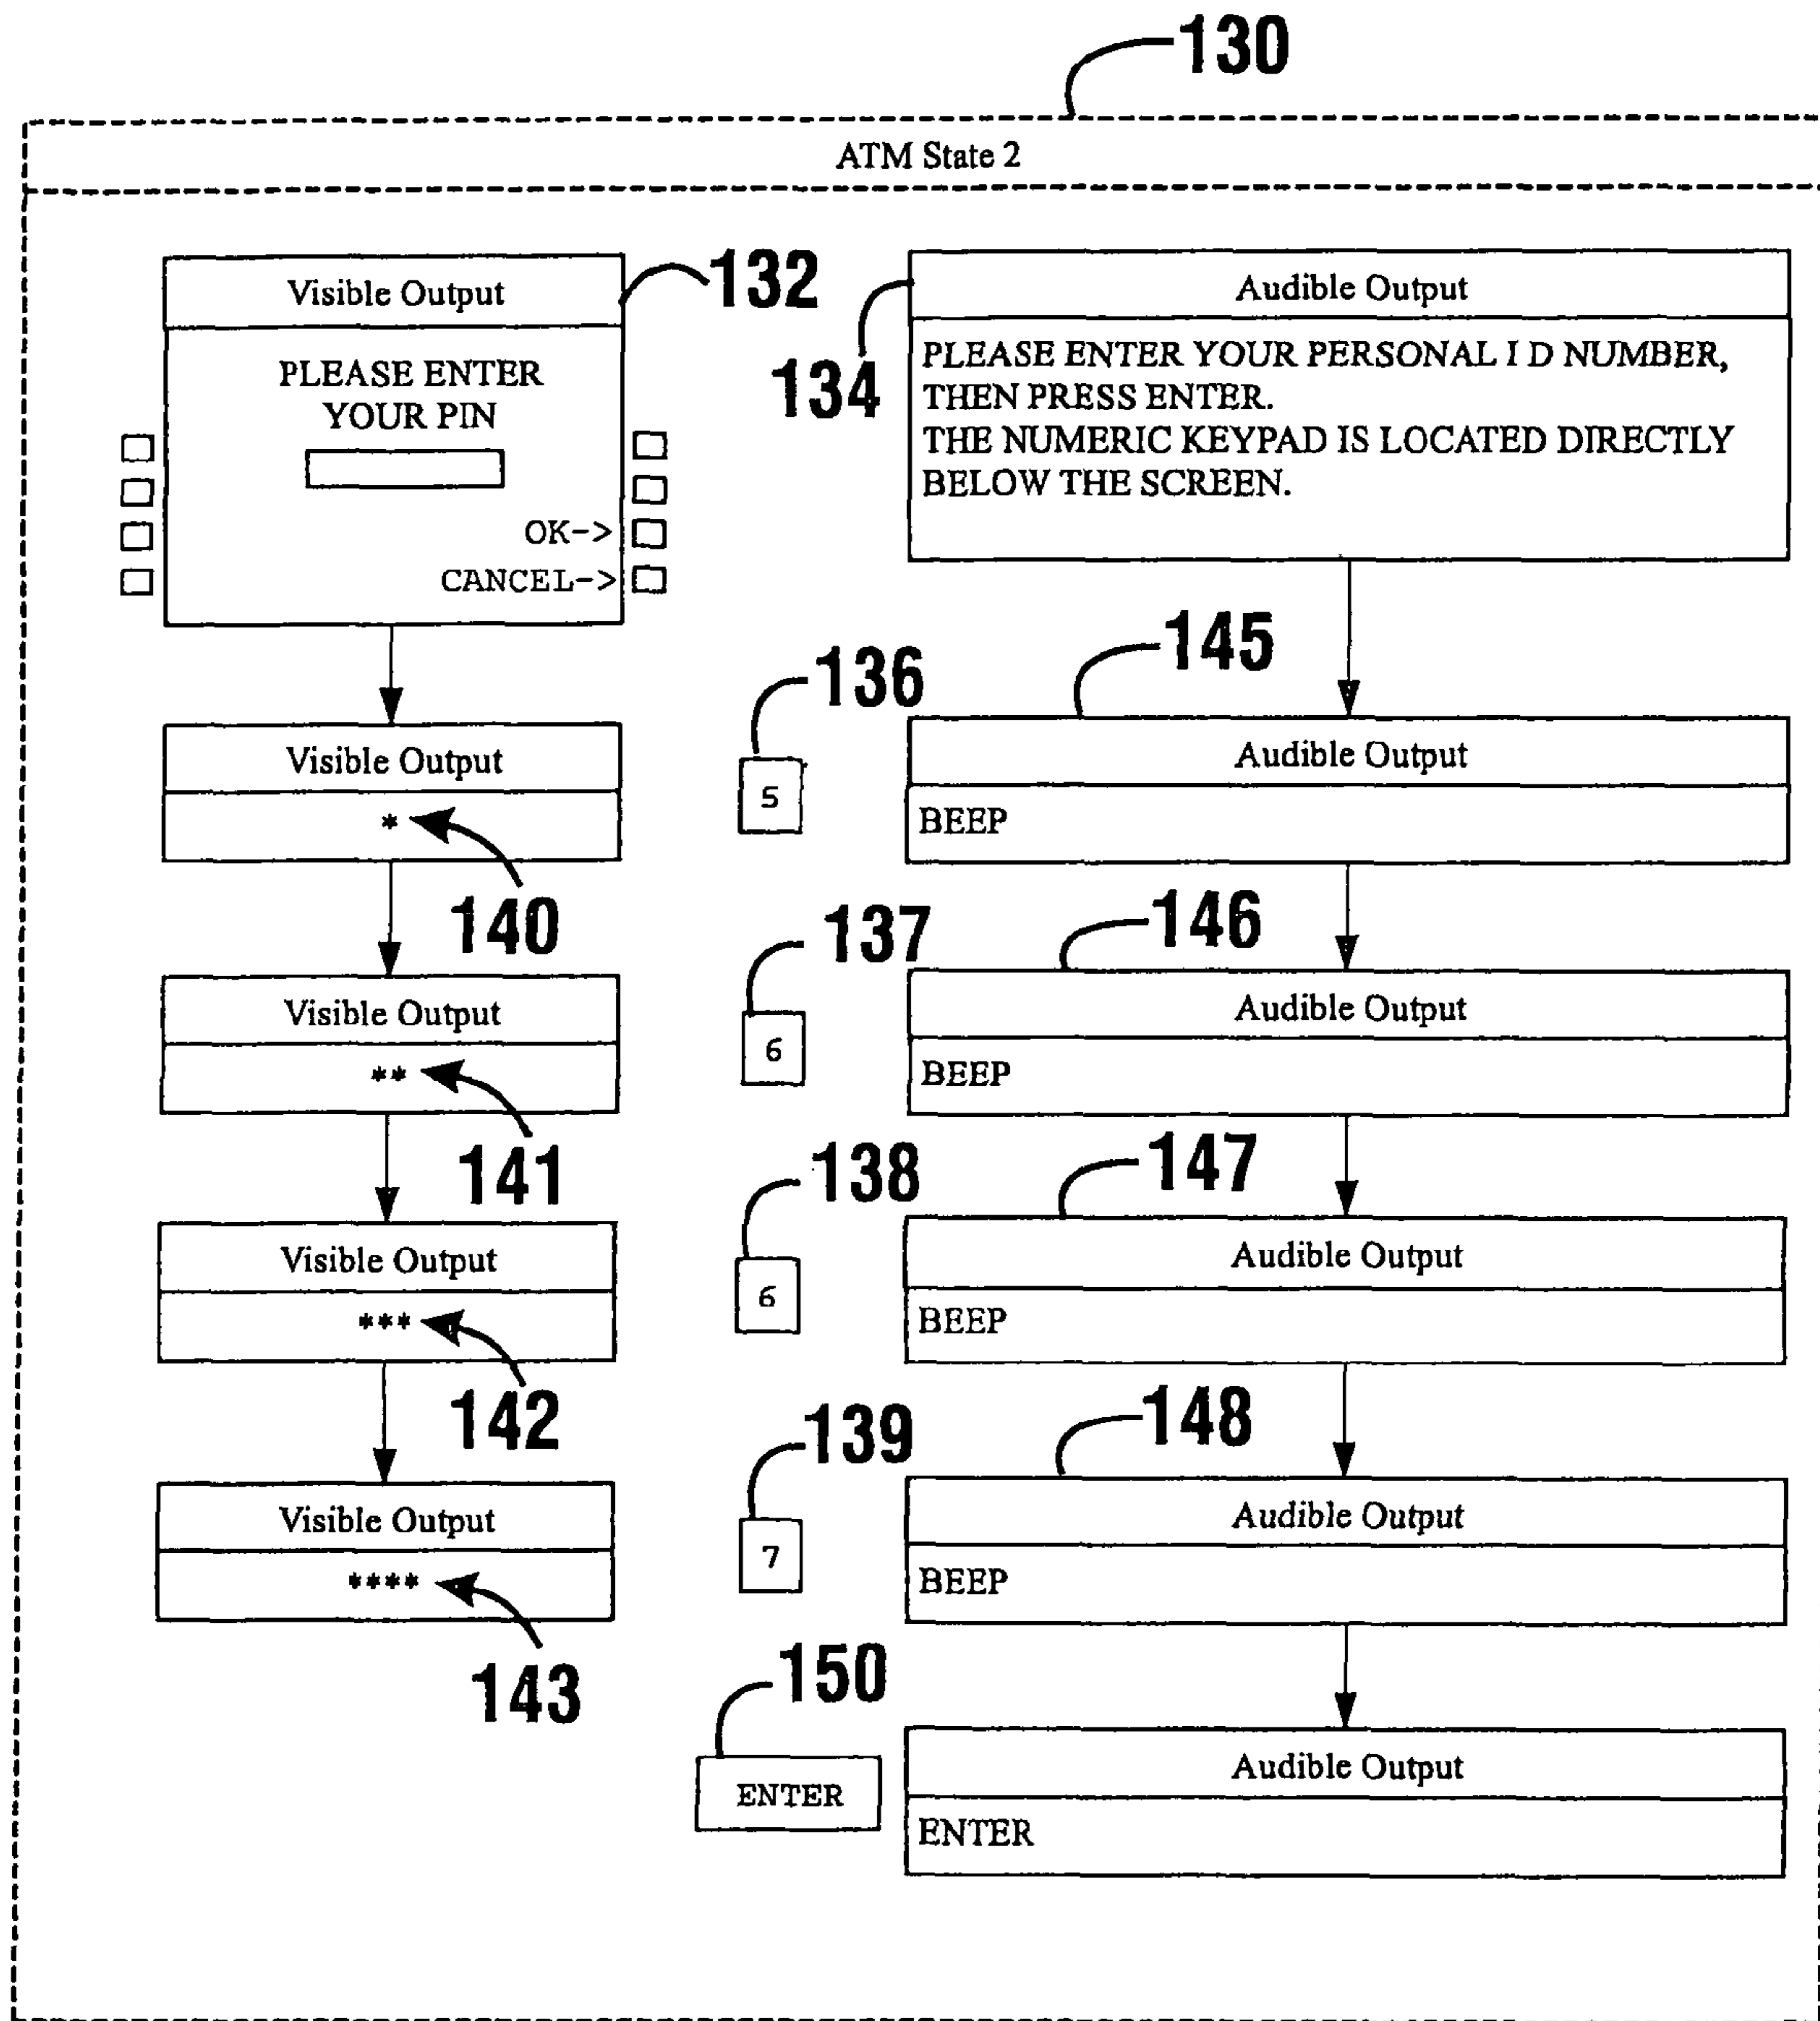 130
ATM State 2
Visible Output
132
PLEASE ENTER
YOUR PIN
OK->
CANCEL->
134
Audible Output
PLEASE ENTER YOUR PERSONAL I D NUMBER,
THEN PRESS ENTER.
THE NUMERIC KEYPAD IS LOCATED DIRECTLY
BELOW THE SCREEN.
Visible Output
*
140
136
5
145
Audible Output
BEEP
Visible Output
**
141
137
6
146
Audible Output
BEEP
Visible Output
***
142
138
6
147
Audible Output
BEEP
Visible Output
****
143
139
7
148
Audible Output
BEEP
150
ENTER
Audible Output
ENTER